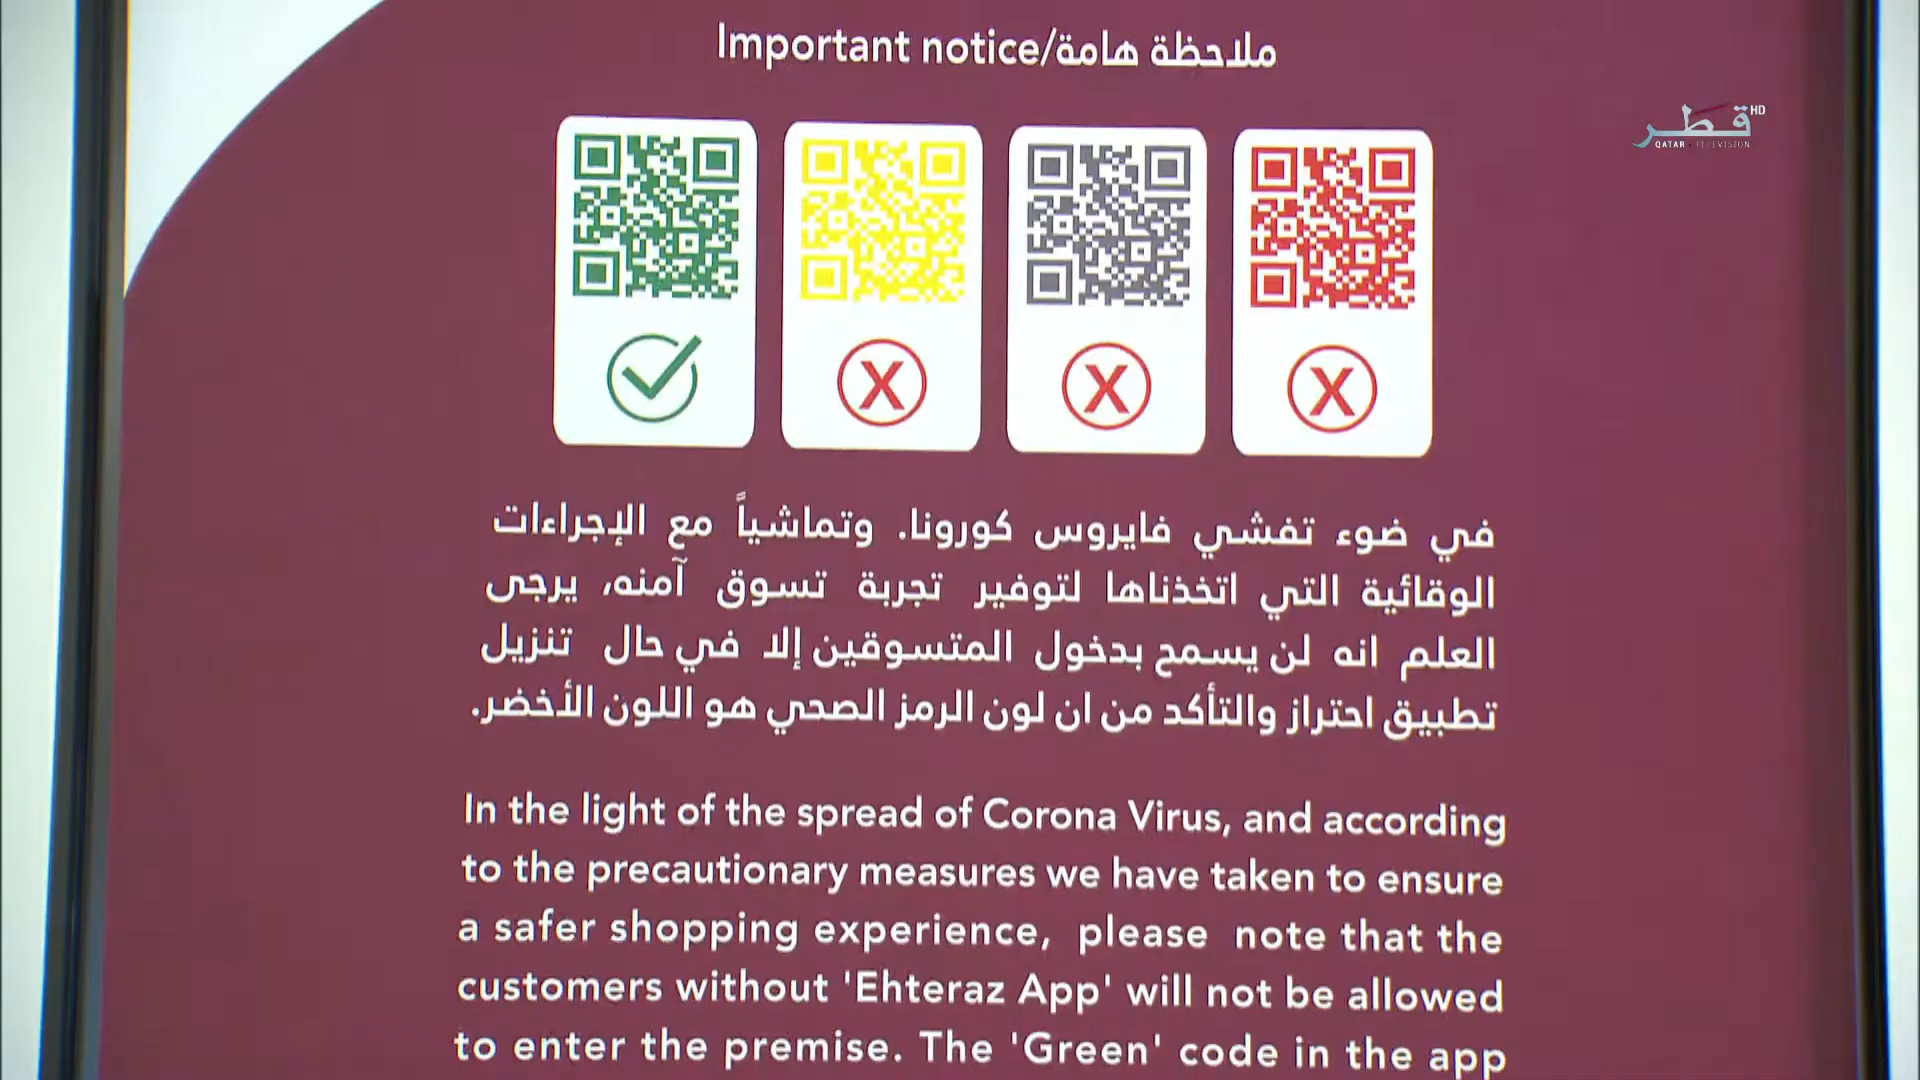 Important notice/ملاحظة هامة
قطر HD
QATAR TELEVISION
X X X
في ضوء تفشي فايروس كورونا. وتماشياً مع الإجراءات
الوقائية التي اتخذناها لتوفير تجربة تسوق آمنه، يرجى
العلم انه لن يسمح بدخول المتسوقين إلا في حال تنزيل
تطبيق احتراز والتأكد من ان لون الرمز الصحي هو اللون الأخضر.
In the light of the spread of Corona Virus, and according
to the precautionary measures we have taken to ensure
a safer shopping experience, please note that the
customers without 'Ehteraz App' will not be allowed
to enter the premise. The 'Green' code in the app